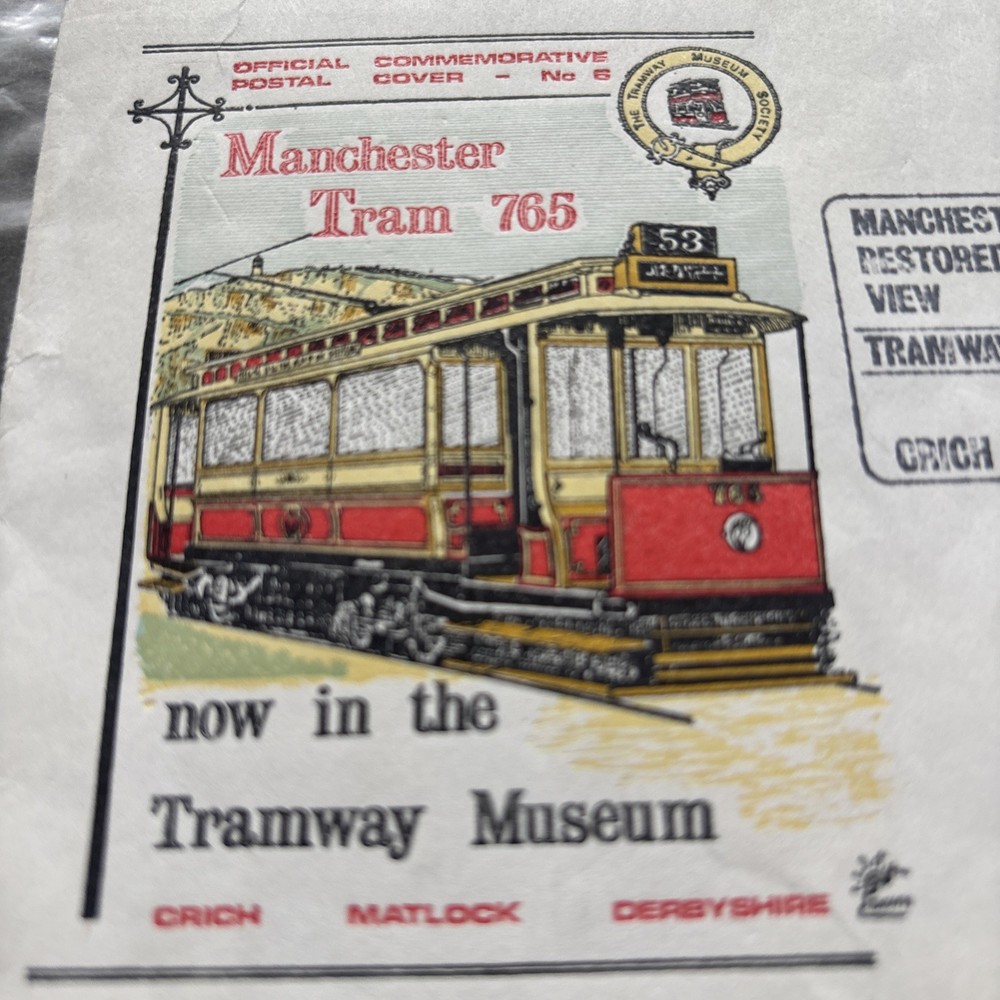 OFFICIAL COMMEMORATIVE
POSTAL COVER - No 6
THE TRAMWAY MUSEUM SOCIETY
Manchester
Tram 765
53
765
now in the
Tramway Museum
CRICH MATLOCK DERBYSHIRE
MANCHEST
RESTORED
VIEW
TRAMWA
CRICH